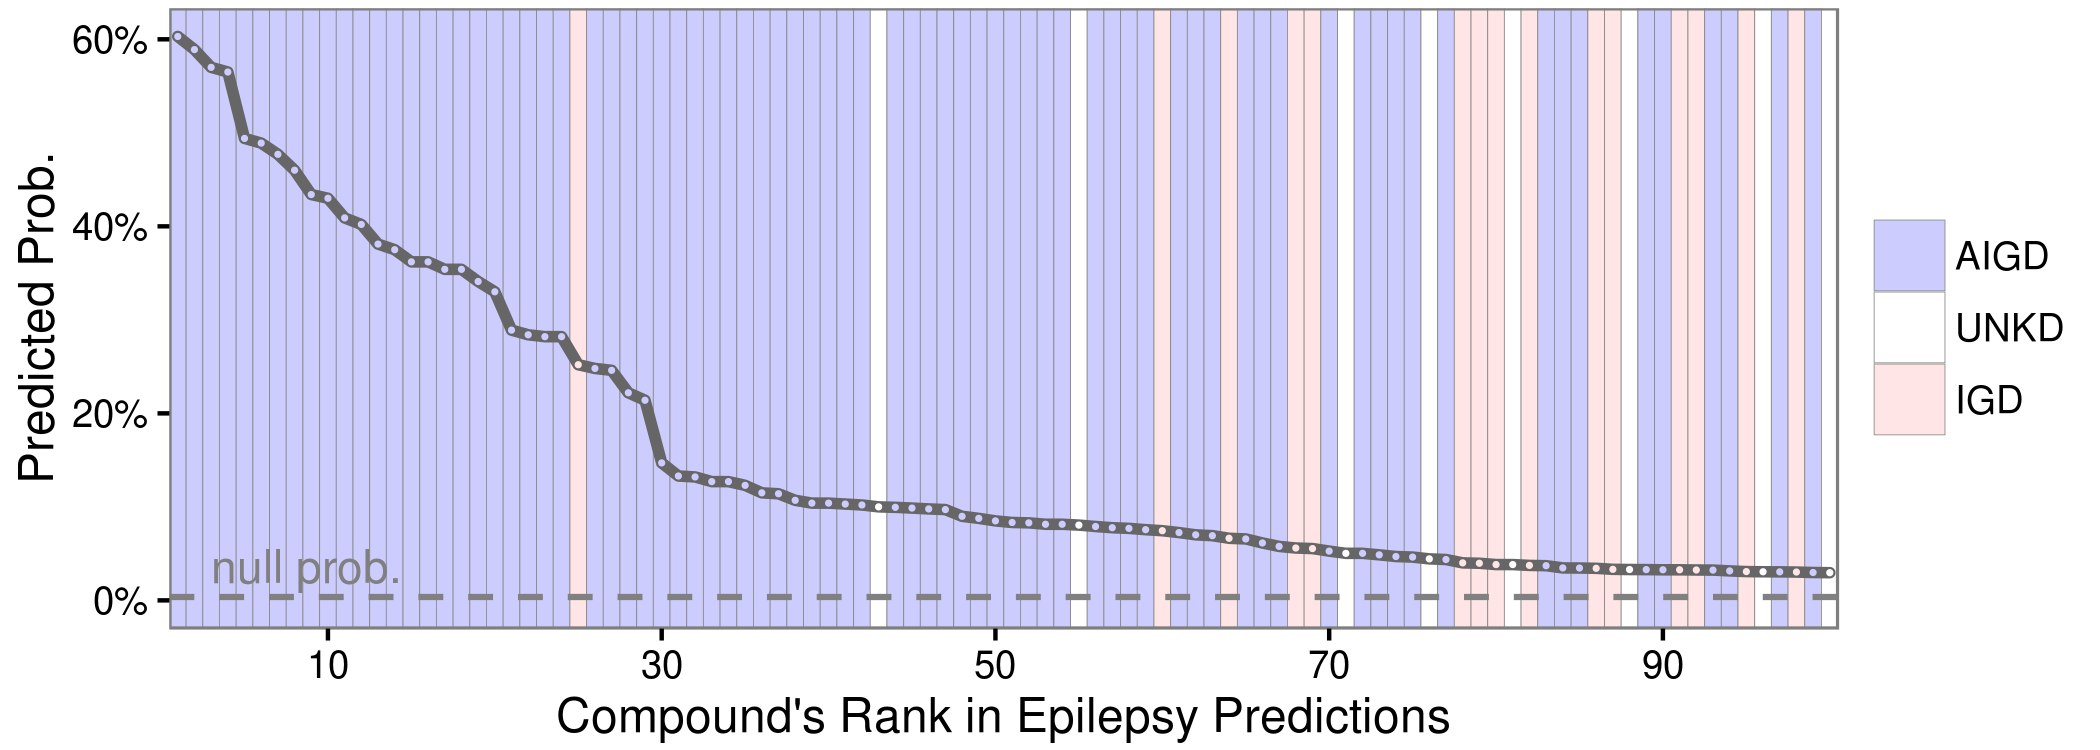 Predicted Prob.
60%
40%
20%
0%
null prob.
10 30 50 70 90
Compound's Rank in Epilepsy Predictions
AIGD
UNKD
IGD